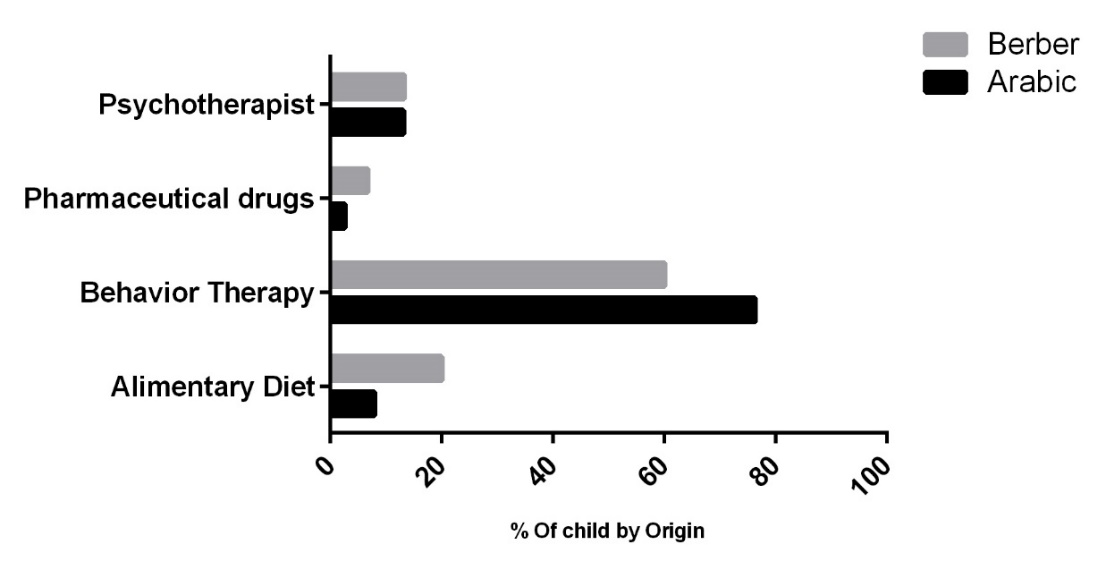 Berber
Arabic
Psychotherapist
Pharmaceutical drugs
Behavior Therapy
Alimentary Diet
0
20
40
60
80
100
% Of child by Origin